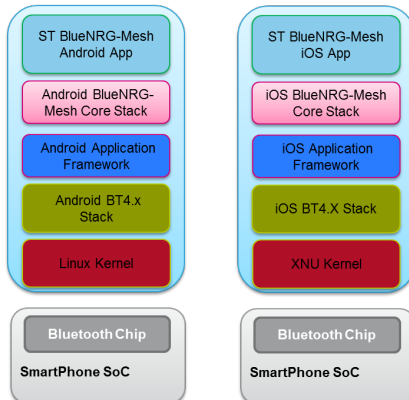 ST BlueNRG-Mesh
Android App
Android BlueNRG-
Mesh Core Stack
Android Application
Framework
Android BT4.x
Stack
Linux Kernel
Bluetooth Chip
SmartPhone SoC
ST BlueNRG-Mesh
iOS App
iOS BlueNRG-Mesh
Core Stack
iOS Application
Framework
iOS BT4.X Stack
XNU Kernel
Bluetooth Chip
SmartPhone SoC